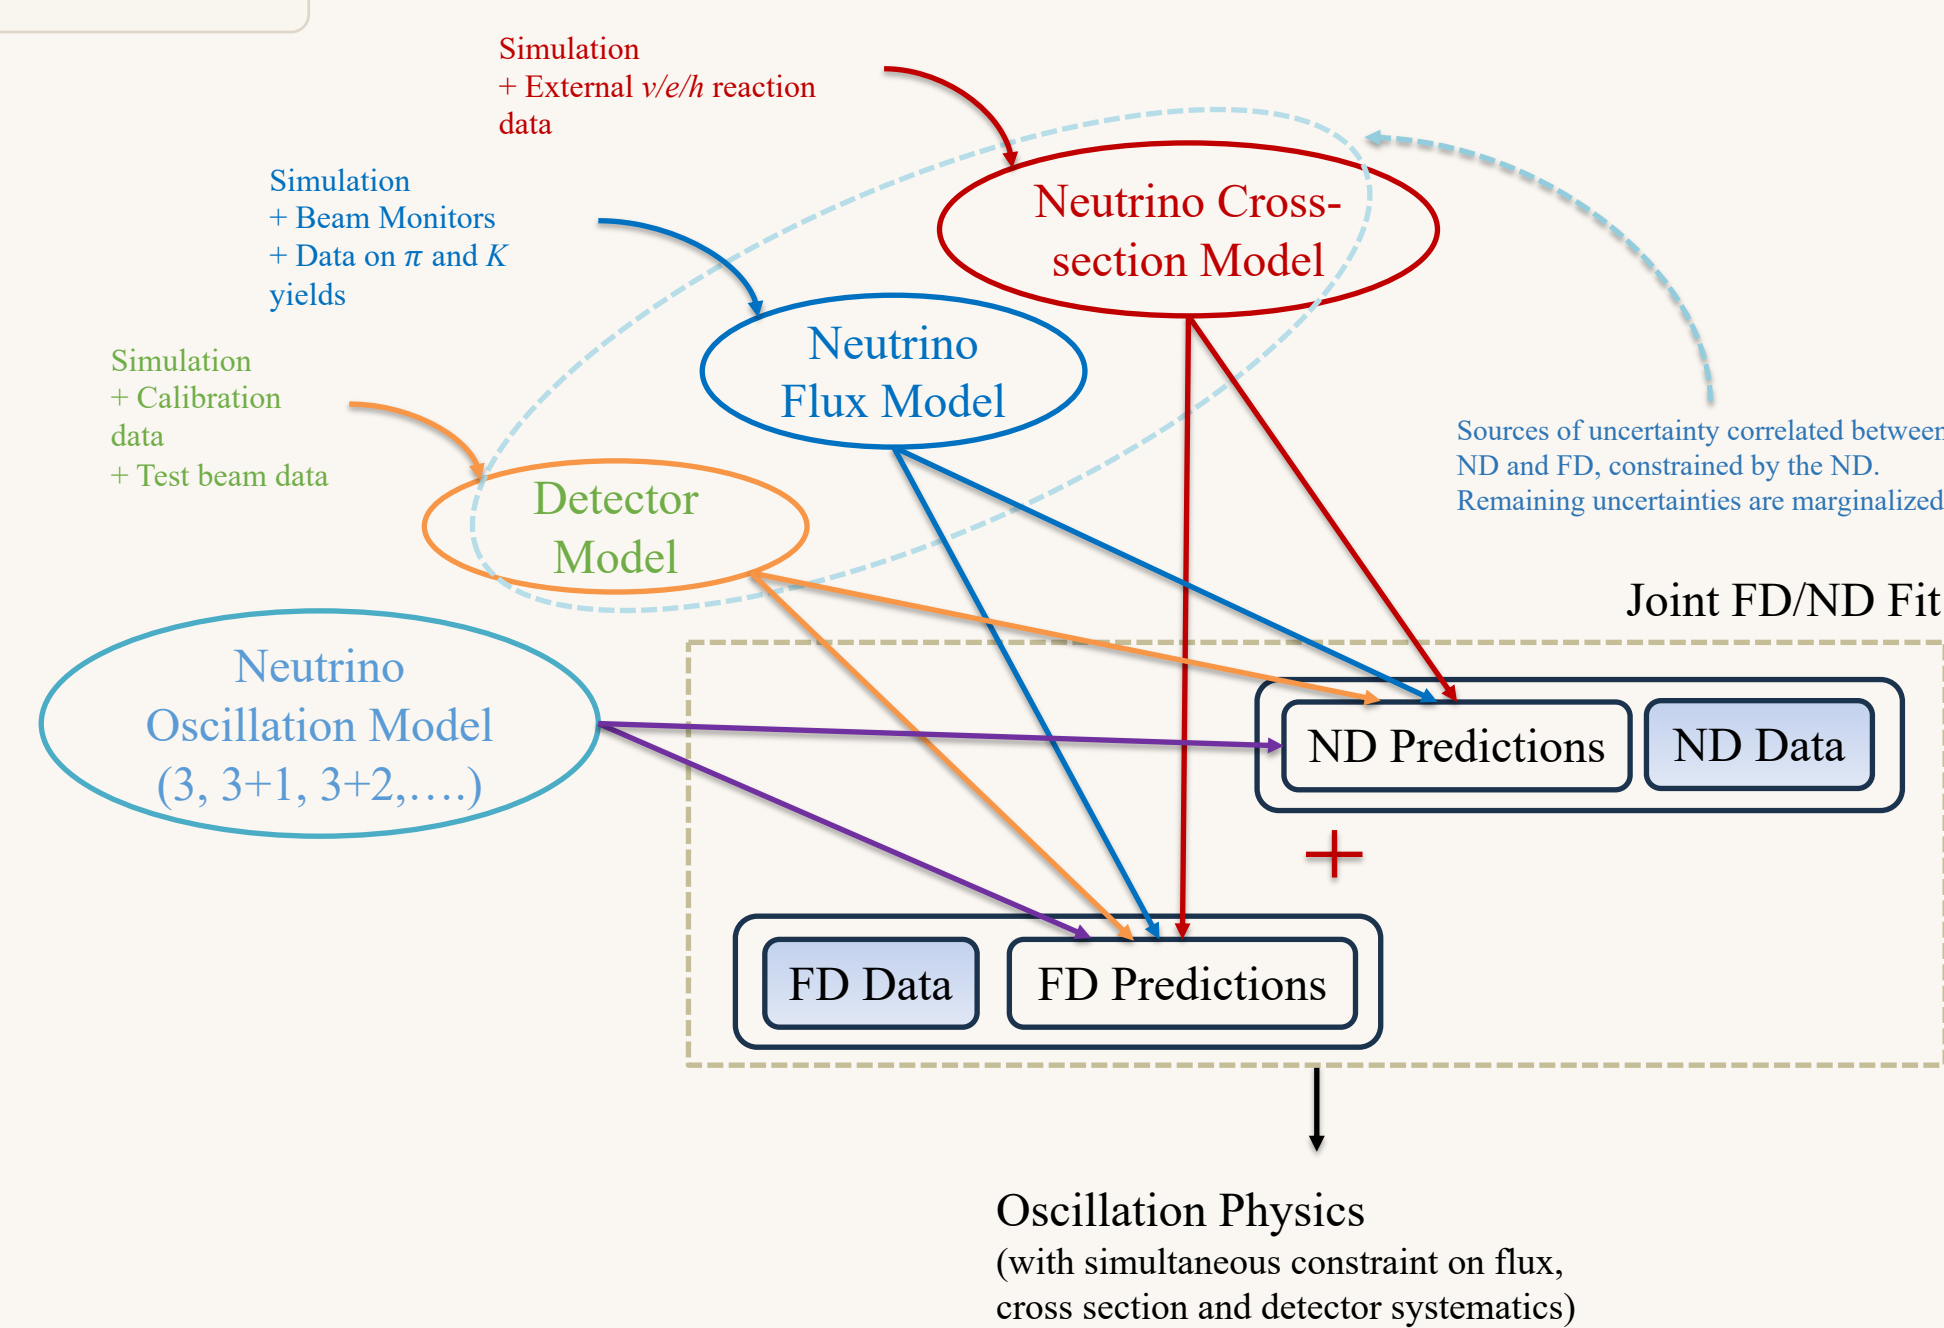 Simulation
+ External ν/e/h reaction
data
Simulation
+ Beam Monitors
+ Data on π and K
yields
Simulation
+ Calibration
data
+ Test beam data
Neutrino Cross-
section Model
Neutrino
Flux Model
Detector
Model
Neutrino
Oscillation Model
(3, 3+1, 3+2,….)
Sources of uncertainty correlated between
ND and FD, constrained by the ND.
Remaining uncertainties are marginalized
Joint FD/ND Fit
ND Predictions
ND Data
+
FD Data
FD Predictions
Oscillation Physics
(with simultaneous constraint on flux,
cross section and detector systematics)